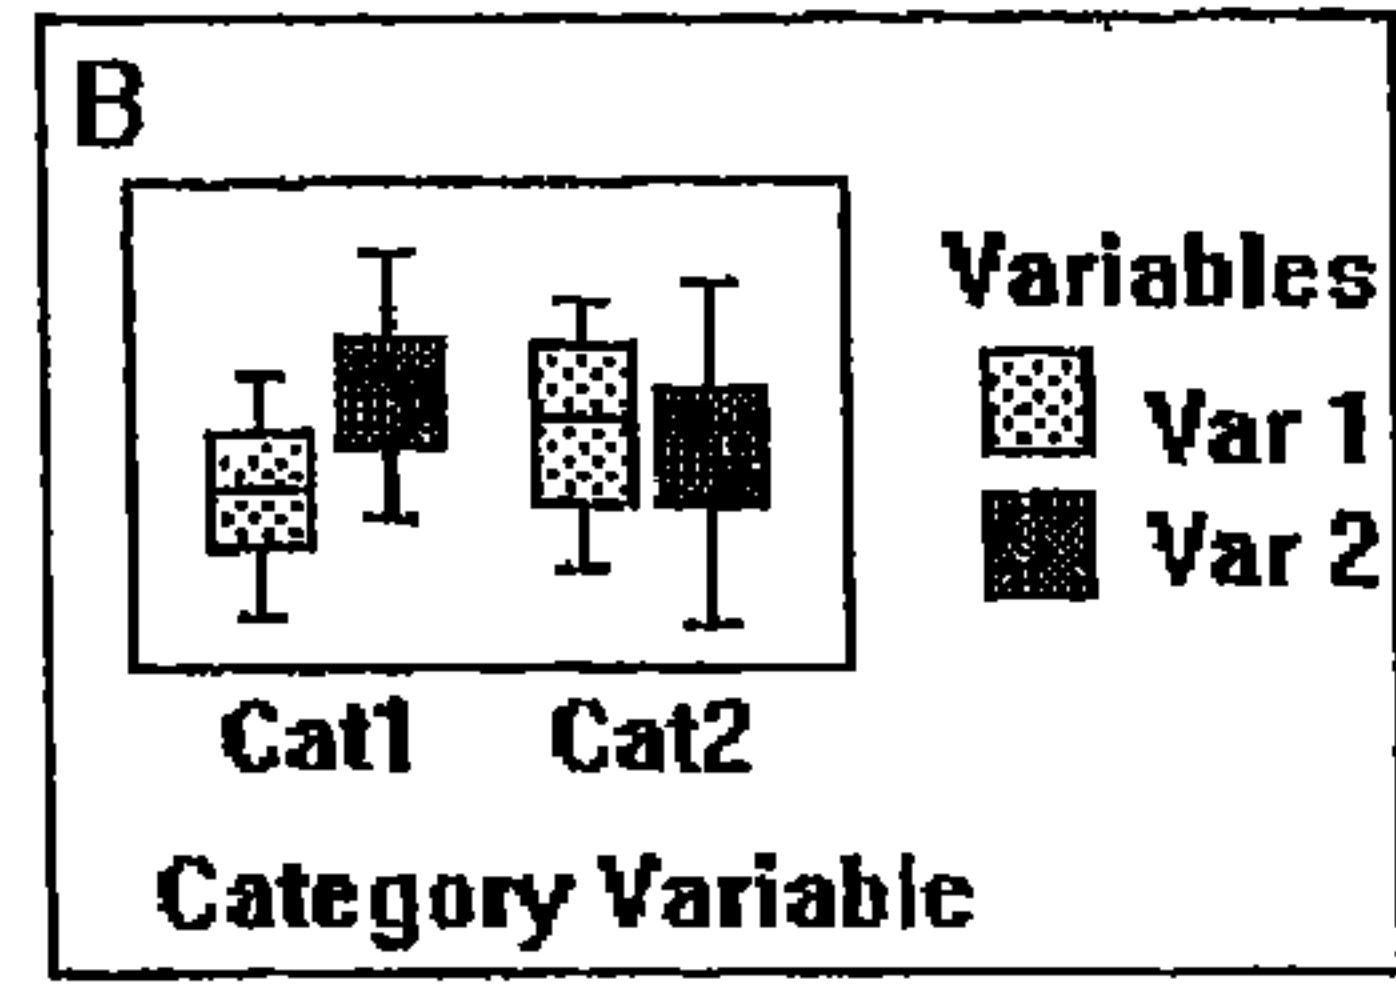 B
Variables
Var 1
Var 2
Cat1 Cat2
Category Variable